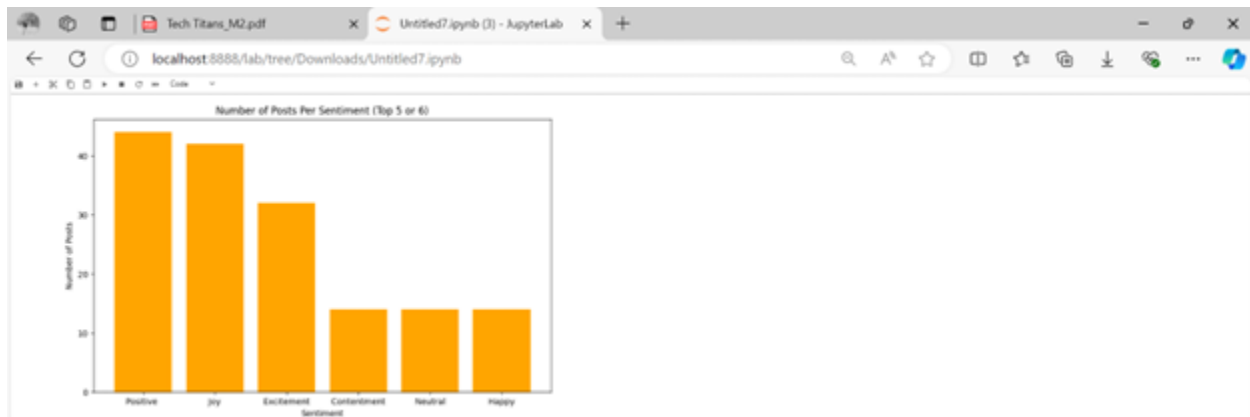 Tech Titans_M2.pdf
Untitled7.ipynb (3) - JupyterLab
localhost:8888/lab/tree/Downloads/Untitled7.ipynb
Code
Number of Posts Per Sentiment (Top 5 or 6)
Number of Posts
40
30
20
10
0
Positive Joy Excitement Contentment Neutral Happy
Sentiment